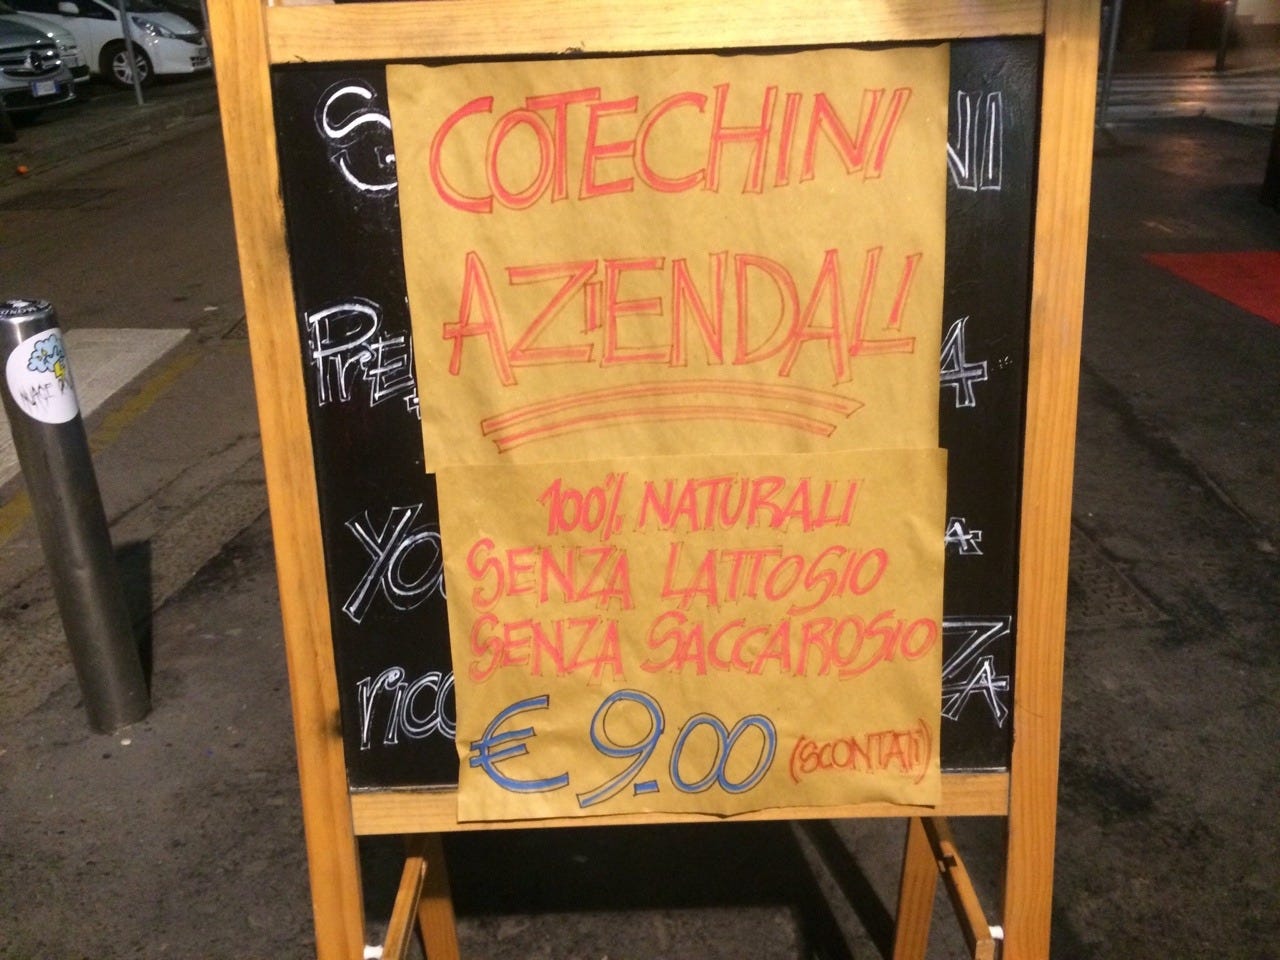 COTECHINI
AZIENDALI
100% NATURALI
SENZA LATTOSIO
SENZA SACCAROSIO
€ 9.00 (SCONTATI)